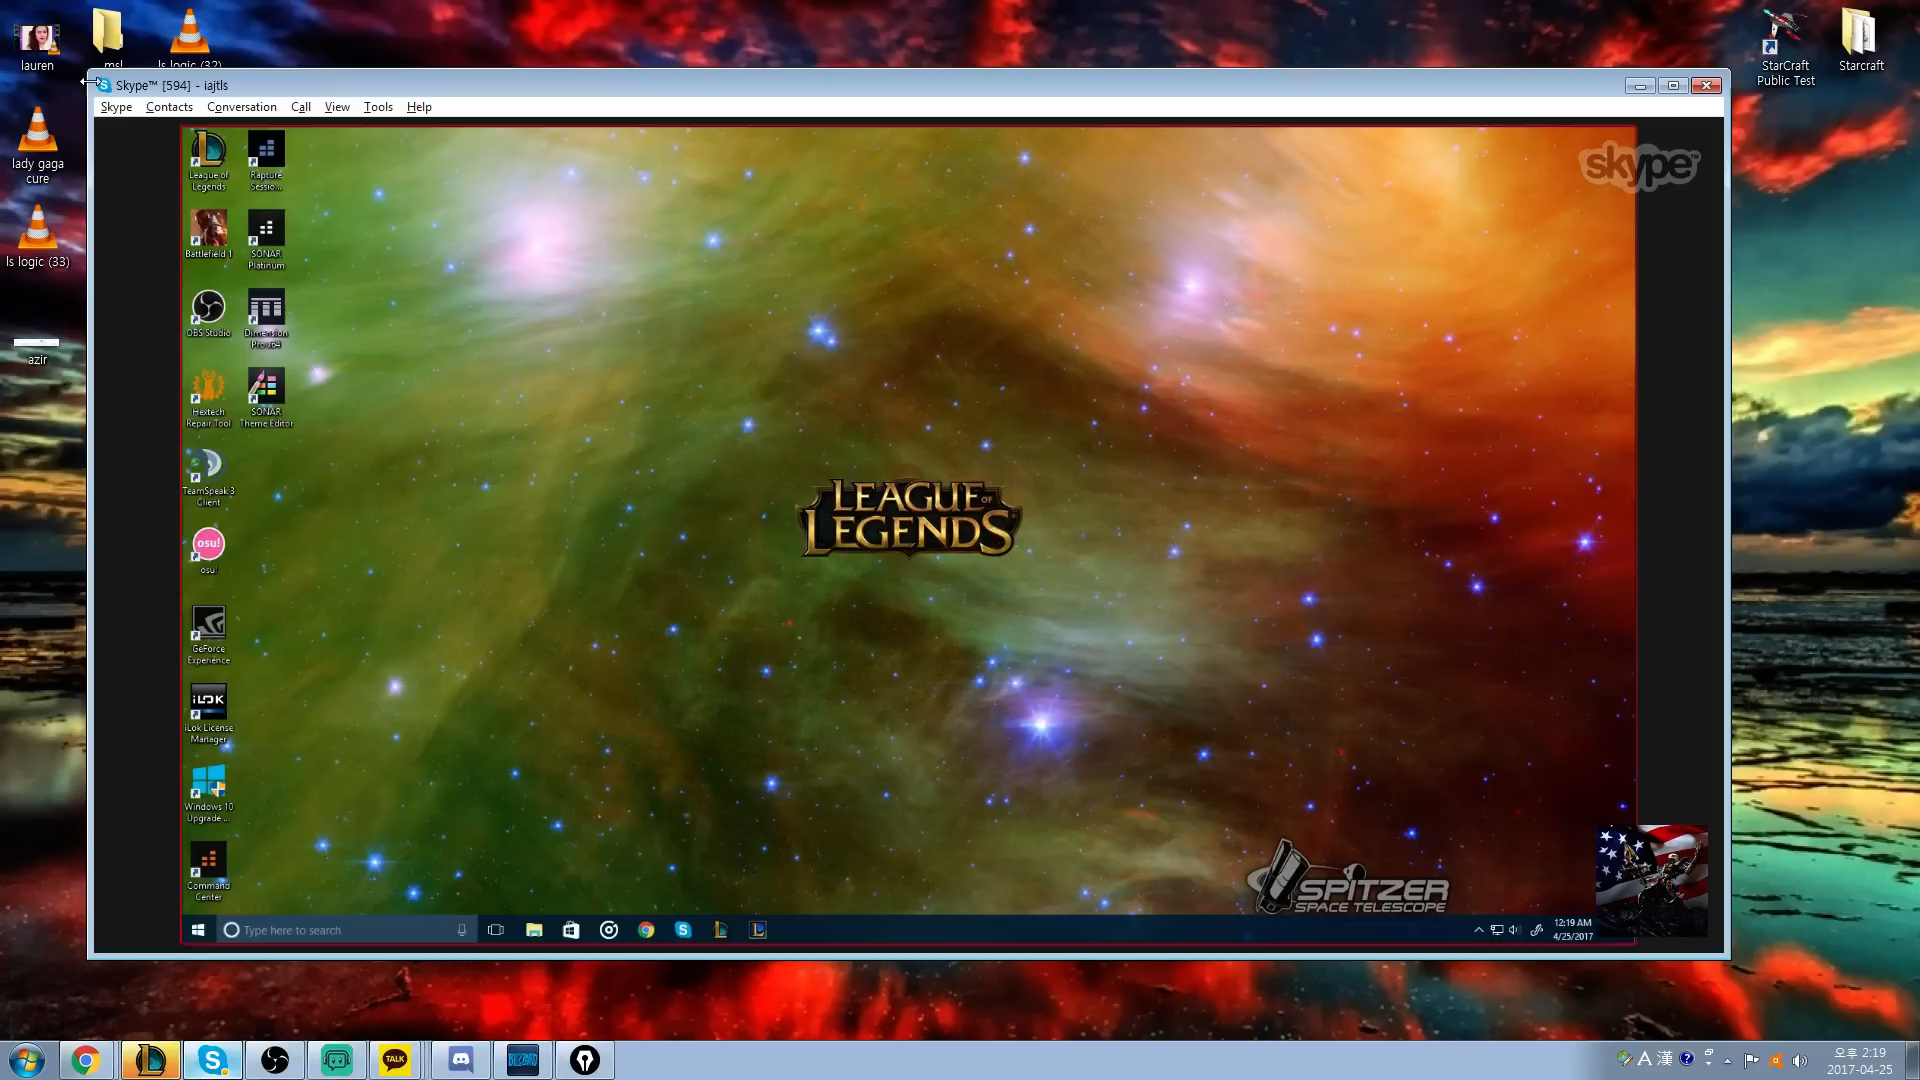 lauren
msl
ls logic (32)
lady gaga
cure
ls logic (33)
azir
StarCraft
Public Test
Starcraft
Skype™ [594] - iajtls
Skype Contacts Conversation Call View Tools Help
skype™
League of
Legends
Rapture
Sessio...
Battlefield 1
SONAR
Platinum
OBS Studio
Dimension
Pro x64
Hextech
Repair Tool
SONAR
Theme Editor
TeamSpeak 3
Client
osu!
osu!
GeForce
Experience
iLOK
iLok License
Manager
Windows 10
Upgrade ...
Command
Center
LEAGUE OF
LEGENDS
SPITZER
SPACE TELESCOPE
Type here to search
12:19 AM
4/25/2017
TALK
BLIZZARD
A 漢
오후 2:19
2017-04-25